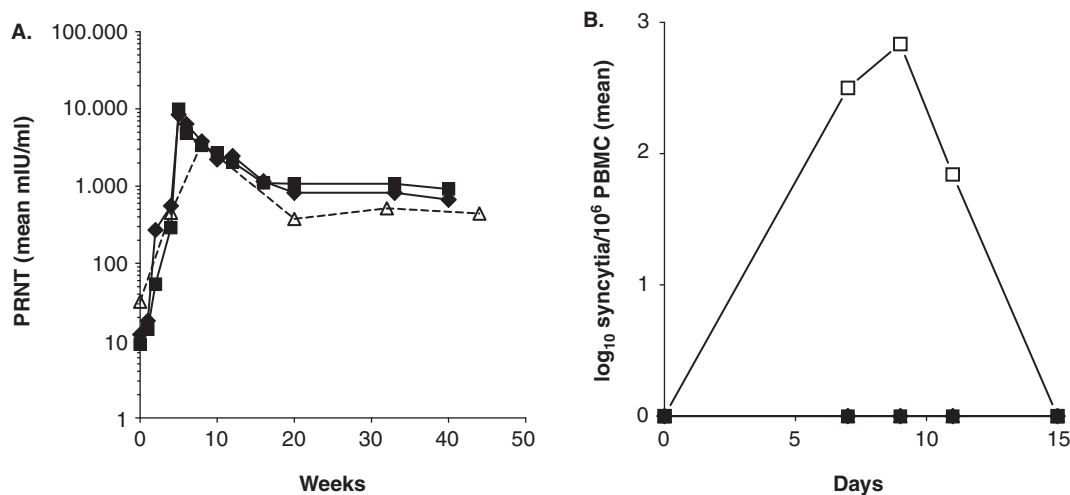 A.
PRNT (mean mIU/ml)
100.000
10.000
1.000
100
10
1
0 10 20 30 40 50
Weeks
B.
log₁₀ syncytia/10⁶ PBMC (mean)
3
2
1
0
0 5 10 15
Days